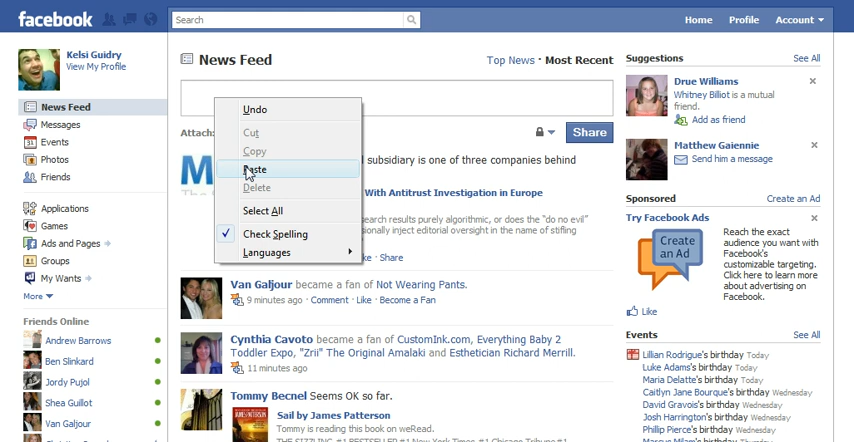 facebook
Search
Home Profile Account
Kelsi Guidry
View My Profile
News Feed
Messages
Events
Photos
Friends
Applications
Games
Ads and Pages
Groups
My Wants
More
Friends Online
Andrew Barrows
Ben Slinkard
Jordy Pujol
Shea Guillot
Van Galjour
News Feed
Top News · Most Recent
Attach:
Share
Undo
Cut
Copy
Paste
Delete
Select All
Check Spelling
Languages
subsidiary is one of three companies behind
With Antitrust Investigation in Europe
search results purely algorithmic, or does the "do no evil"
inject editorial oversight in the name of stifling
· Share
Van Galjour became a fan of Not Wearing Pants.
9 minutes ago · Comment · Like · Become a Fan
Cynthia Cavoto became a fan of CustomInk.com, Everything Baby 2
Toddler Expo, "Zrii" The Original Amalaki and Esthetician Richard Merrill.
11 minutes ago
Tommy Becnel Seems OK so far.
Sail by James Patterson
Tommy is reading this book on weRead.
Suggestions See All
Drue Williams
Whitney Billiot is a mutual
friend.
Add as friend
Matthew Gaiennie
Send him a message
Sponsored Create an Ad
Try Facebook Ads
Create
an Ad
Reach the exact
audience you want with
Facebook's
customizable targeting.
Click here to learn more
about advertising on
Facebook.
Like
Events See All
Lillian Rodrigue's birthday Today
Luke Adams's birthday Today
Maria Delatte's birthday Today
Caitlyn Jane Bourque's birthday Wednesday
David Gravois's birthday Wednesday
Josh Harrington's birthday Wednesday
Phillip Pierce's birthday Wednesday